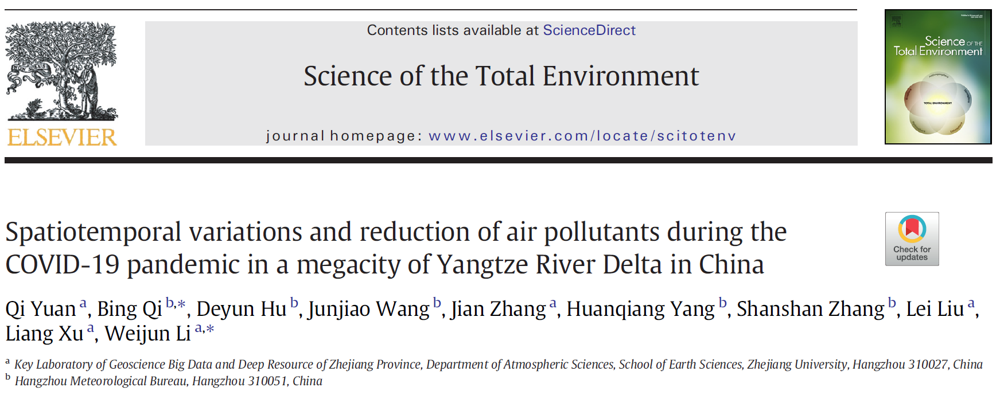 Contents lists available at ScienceDirect
Science of the Total Environment
journal homepage: www.elsevier.com/locate/scitotenv
NON SOLUS
ELSEVIER
Science OF THE
Total Environment
TOTAL ENVIRONMENT
Spatiotemporal variations and reduction of air pollutants during the
COVID-19 pandemic in a megacity of Yangtze River Delta in China
Check for
updates
Qi Yuan a, Bing Qi b,*, Deyun Hu b, Junjiao Wang b, Jian Zhang a, Huanqiang Yang b, Shanshan Zhang b, Lei Liu a,
Liang Xu a, Weijun Li a,*
a Key Laboratory of Geoscience Big Data and Deep Resource of Zhejiang Province, Department of Atmospheric Sciences, School of Earth Sciences, Zhejiang University, Hangzhou 310027, China
b Hangzhou Meteorological Bureau, Hangzhou 310051, China